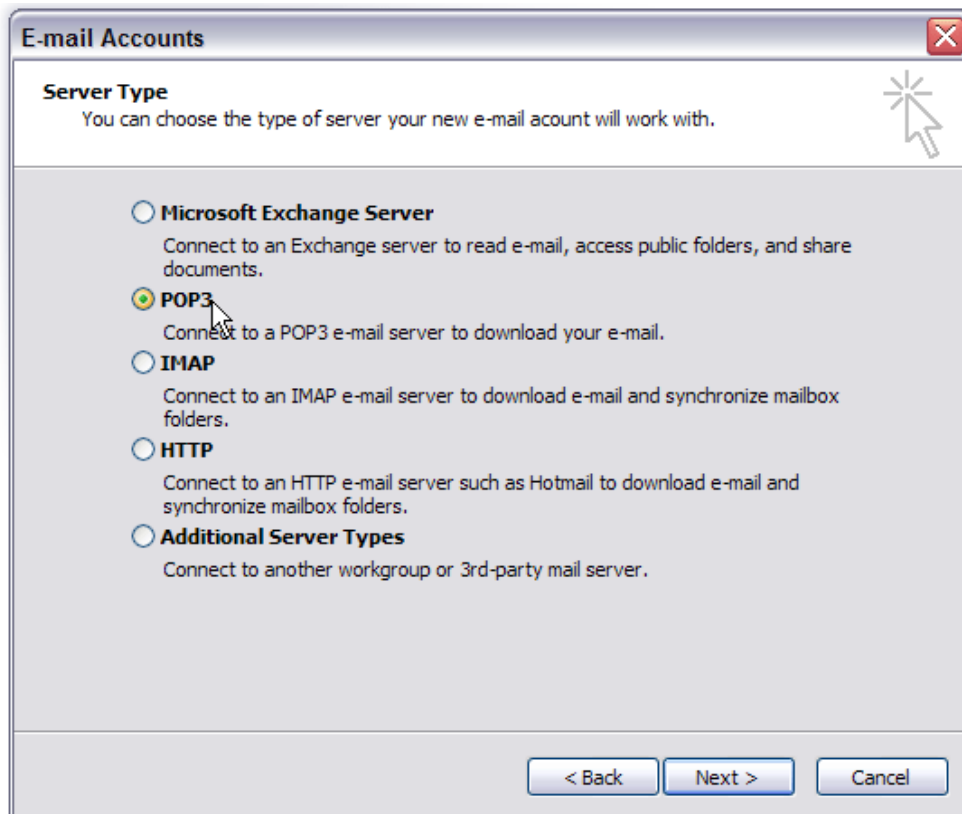 E-mail Accounts
Server Type
You can choose the type of server your new e-mail acount will work with.
Microsoft Exchange Server
Connect to an Exchange server to read e-mail, access public folders, and share
documents.
POP3
Connect to a POP3 e-mail server to download your e-mail.
IMAP
Connect to an IMAP e-mail server to download e-mail and synchronize mailbox
folders.
HTTP
Connect to an HTTP e-mail server such as Hotmail to download e-mail and
synchronize mailbox folders.
Additional Server Types
Connect to another workgroup or 3rd-party mail server.
< Back Next > Cancel